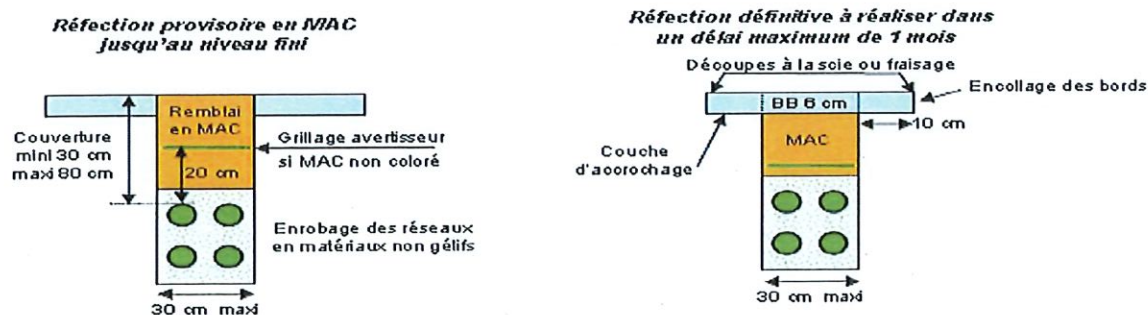 Réfection provisoire en MAC
jusqu'au niveau fini
Remblai
en MAC
Couverture
mini 30 cm
maxi 80 cm
20 cm
Grillage avertisseur
si MAC non coloré
Enrobage des réseaux
en matériaux non gélifs
30 cm maxi
Réfection définitive à réaliser dans
un délai maximum de 1 mois
Découpes à la scie ou fraisage
BB 6 cm
Encollage des bords
10 cm
MAC
Couche
d'accrochage
30 cm maxi